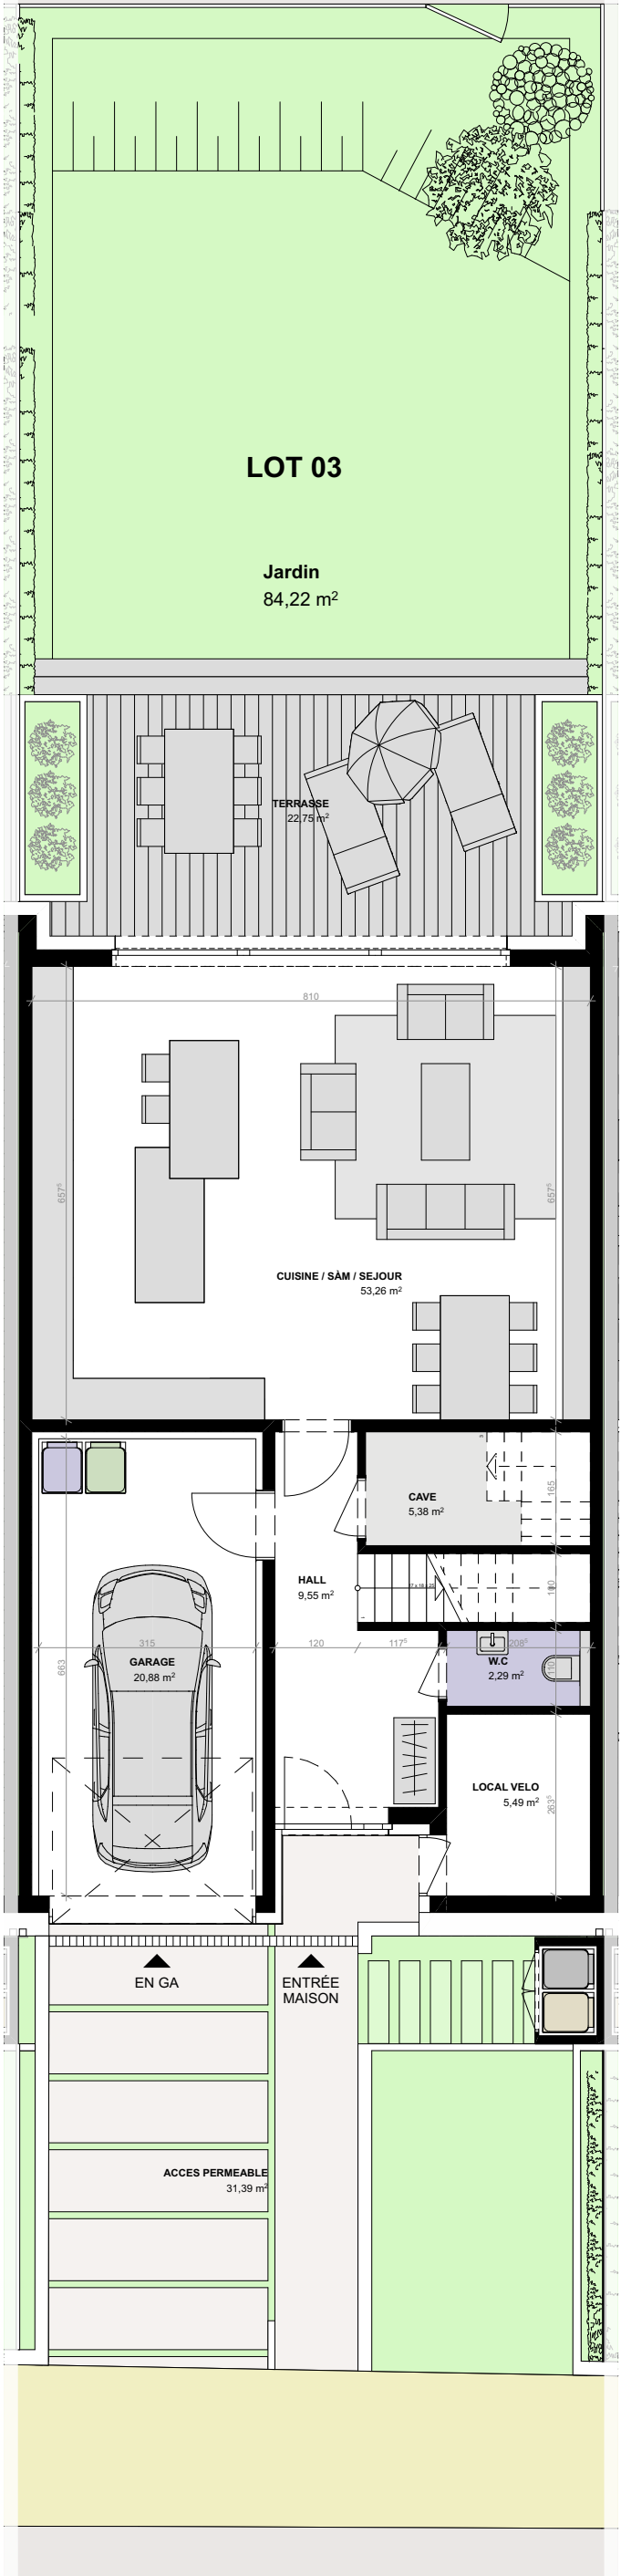 LOT 03
Jardin
84,22 m²
TERRASSE
22,75 m²
810
657⁵
657⁵
CUISINE / SÀM / SEJOUR
53,26 m²
CAVE
5,38 m²
165
HALL
9,55 m²
100
315
120
117⁵
208⁵
GARAGE
20,88 m²
663
W.C
2,29 m²
110
LOCAL VELO
5,49 m²
263⁵
EN GA
ENTRÉE
MAISON
ACCES PERMEABLE
31,39 m²